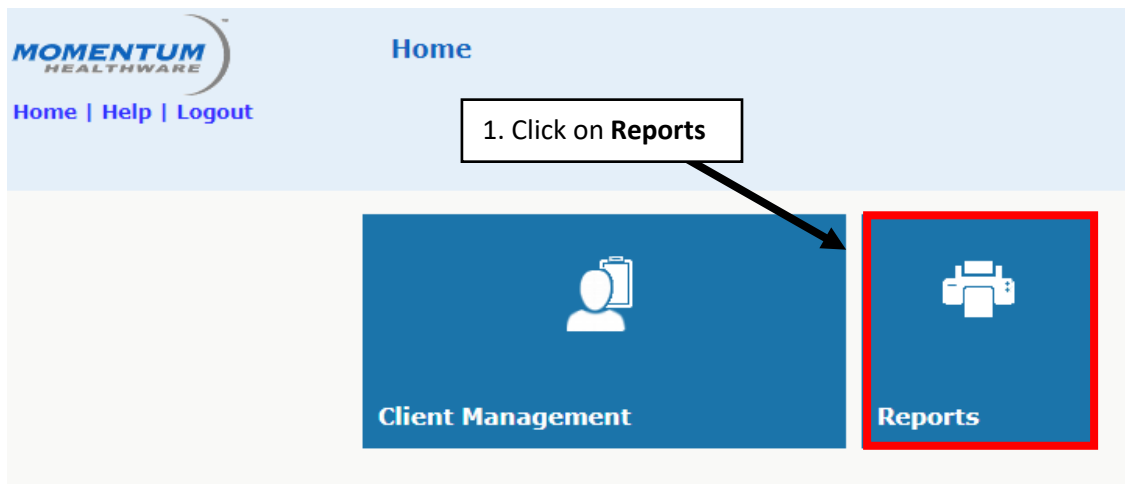 MOMENTUM
HEALTHWARE
Home
Home | Help | Logout
1. Click on Reports
Client Management
Reports